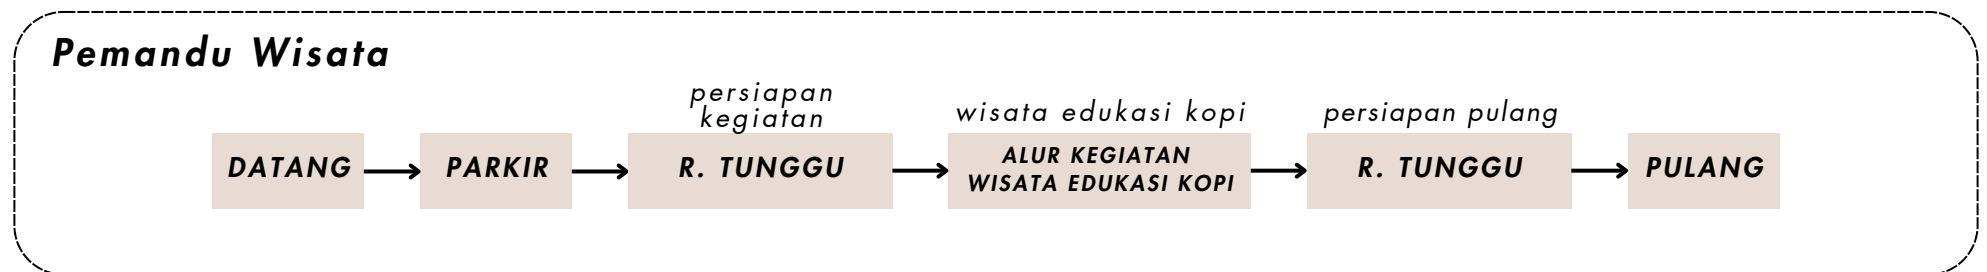 Pemandu Wisata
persiapan
kegiatan
wisata edukasi kopi
persiapan pulang
DATANG
PARKIR
R. TUNGGU
ALUR KEGIATAN
WISATA EDUKASI KOPI
R. TUNGGU
PULANG